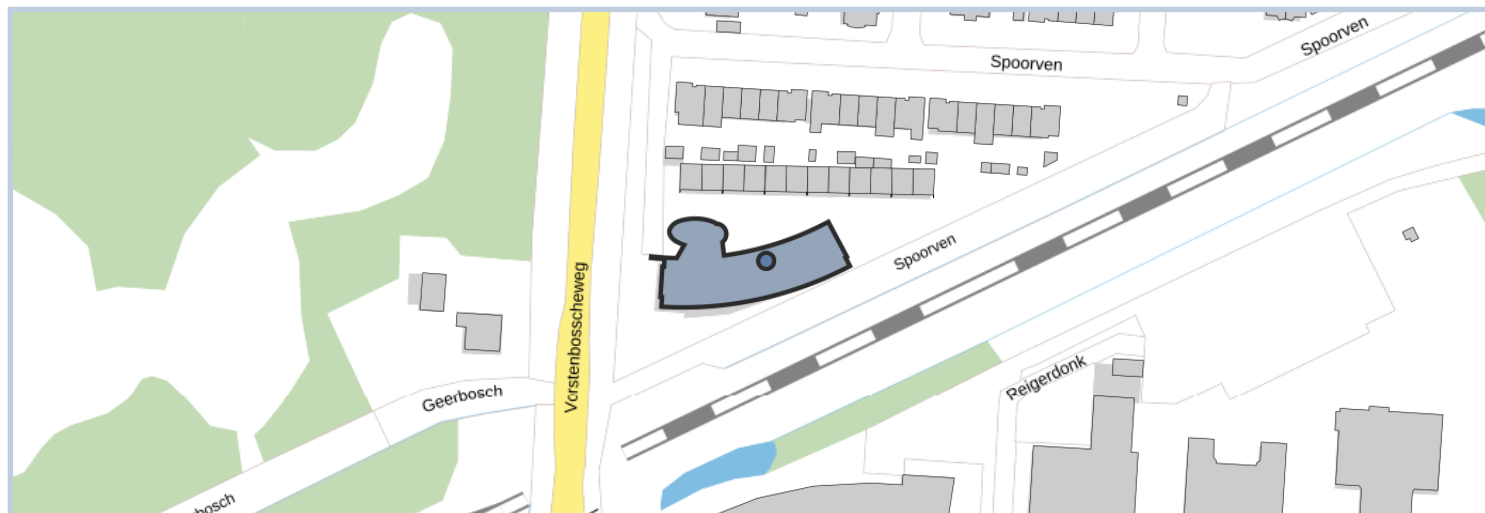 Spoorven
Spoorven
Spoorven
Vorstenbosscheweg
Reigerdonk
Geerbosch
bosch